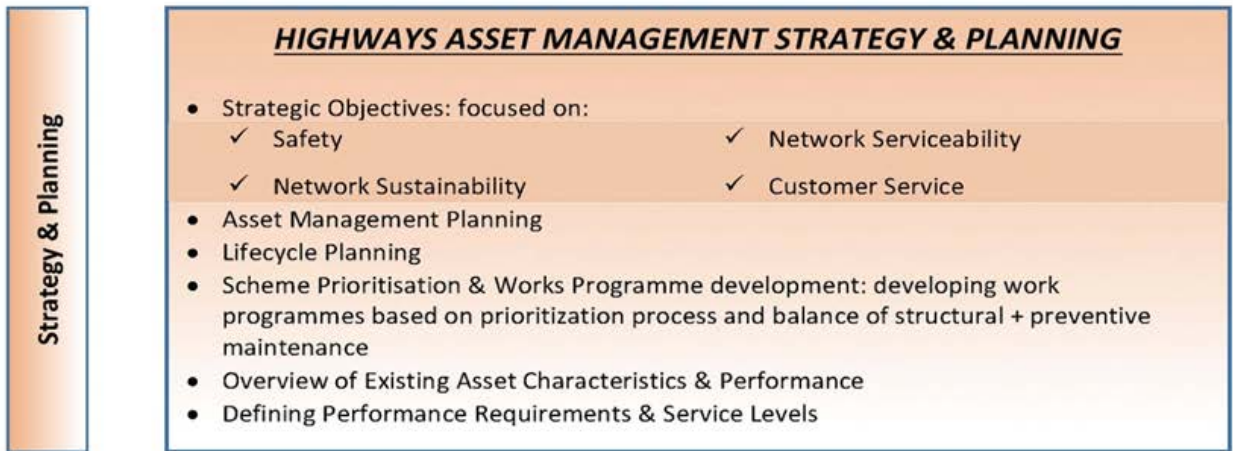 Strategy & Planning
HIGHWAYS ASSET MANAGEMENT STRATEGY & PLANNING
• Strategic Objectives: focused on:
✓ Safety
✓ Network Serviceability
✓ Network Sustainability
✓ Customer Service
• Asset Management Planning
• Lifecycle Planning
• Scheme Prioritisation & Works Programme development: developing work
programmes based on prioritization process and balance of structural + preventive
maintenance
• Overview of Existing Asset Characteristics & Performance
• Defining Performance Requirements & Service Levels